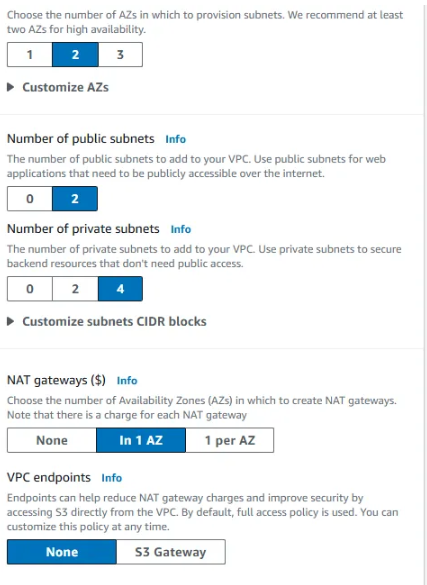 Choose the number of AZs in which to provision subnets. We recommend at least
two AZs for high availability.
1 2 3
Customize AZs
Number of public subnets Info
The number of public subnets to add to your VPC. Use public subnets for web
applications that need to be publicly accessible over the internet.
0 2
Number of private subnets Info
The number of private subnets to add to your VPC. Use private subnets to secure
backend resources that don't need public access.
0 2 4
Customize subnets CIDR blocks
NAT gateways ($) Info
Choose the number of Availability Zones (AZs) in which to create NAT gateways.
Note that there is a charge for each NAT gateway
None In 1 AZ 1 per AZ
VPC endpoints Info
Endpoints can help reduce NAT gateway charges and improve security by
accessing S3 directly from the VPC. By default, full access policy is used. You can
customize this policy at any time.
None S3 Gateway